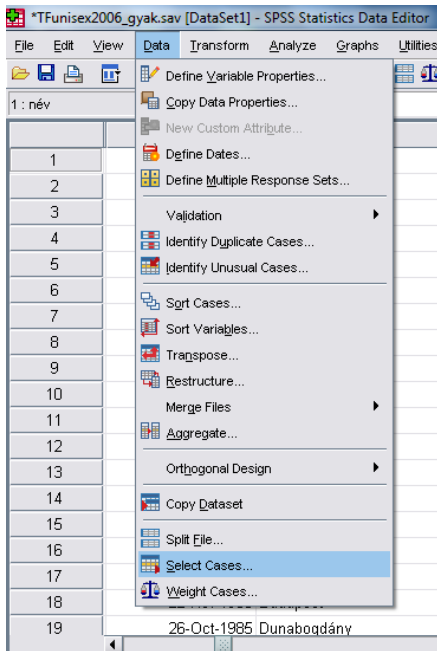 *TFunisex2006_gyak.sav [DataSet1] - SPSS Statistics Data Editor
File Edit View Data Transform Analyze Graphs Utilities
1 : név
Define Variable Properties...
Copy Data Properties...
New Custom Attribute...
Define Dates...
Define Multiple Response Sets...
Validation
Identify Duplicate Cases...
Identify Unusual Cases...
Sort Cases...
Sort Variables...
Transpose...
Restructure...
Merge Files
Aggregate...
Orthogonal Design
Copy Dataset
Split File...
Select Cases...
Weight Cases...
1
2
3
4
5
6
7
8
9
10
11
12
13
14
15
16
17
18
19 26-Oct-1985 Dunabogdány